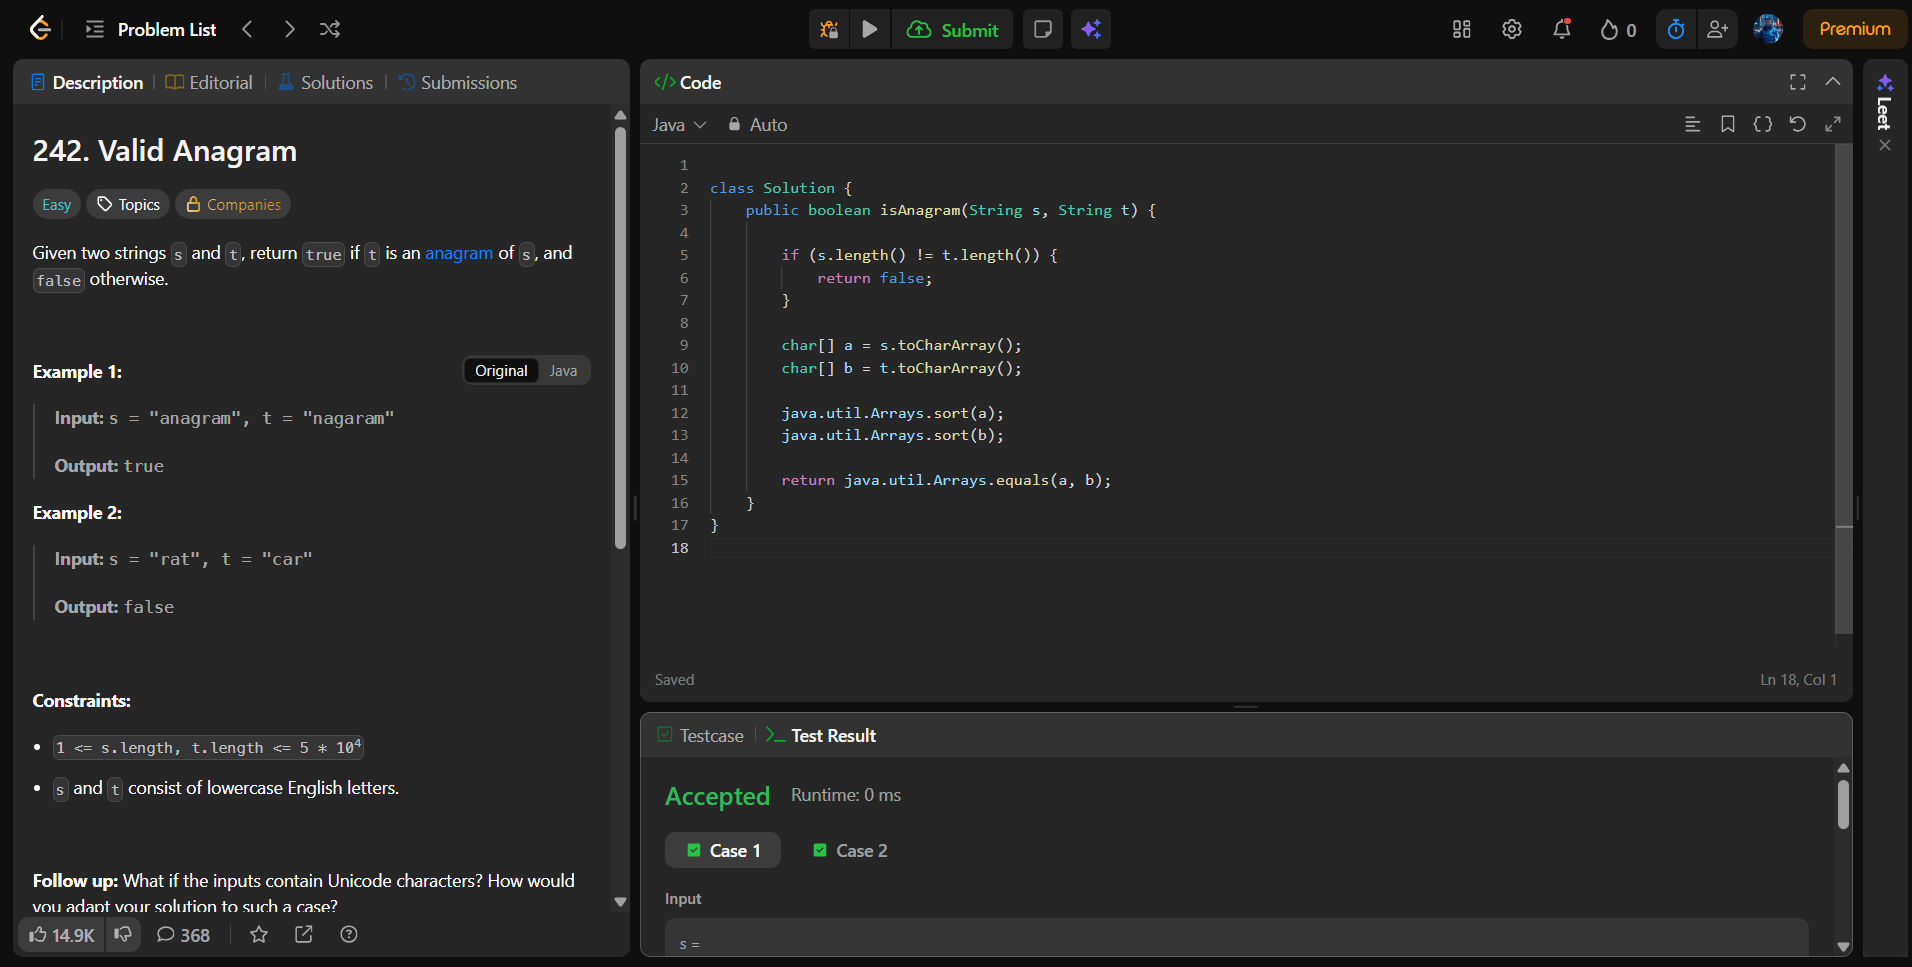 Problem List
Submit
0
Premium
Description
Editorial
Solutions
Submissions
242. Valid Anagram
Easy
Topics
Companies
Given two strings s and t, return true if t is an anagram of s, and
false otherwise.
Example 1:
Original
Java
Input: s = "anagram", t = "nagaram"
Output: true
Example 2:
Input: s = "rat", t = "car"
Output: false
Constraints:
• 1 <= s.length, t.length <= 5 * 10⁴
• s and t consist of lowercase English letters.
Follow up: What if the inputs contain Unicode characters? How would
you adapt your solution to such a case?
14.9K
368
</> Code
Java
Auto
1
2 class Solution {
3     public boolean isAnagram(String s, String t) {
4
5         if (s.length() != t.length()) {
6             return false;
7         }
8
9         char[] a = s.toCharArray();
10         char[] b = t.toCharArray();
11
12         java.util.Arrays.sort(a);
13         java.util.Arrays.sort(b);
14
15         return java.util.Arrays.equals(a, b);
16     }
17 }
18
Saved
Ln 18, Col 1
Testcase
Test Result
Accepted
Runtime: 0 ms
Case 1
Case 2
Input
s =
Leet